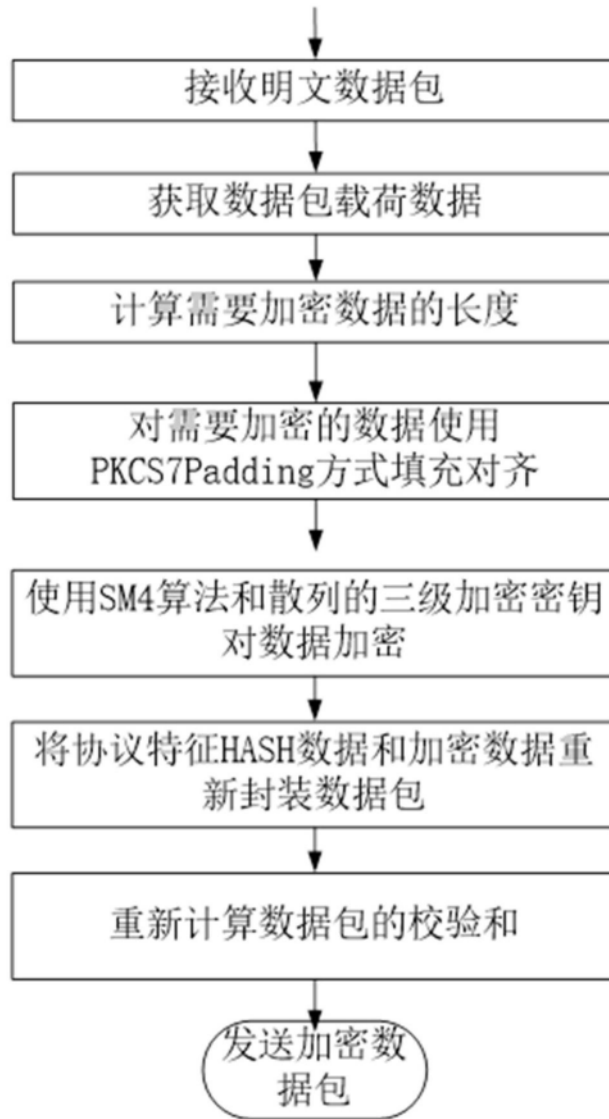 接收明文数据包
获取数据包载荷数据
计算需要加密数据的长度
对需要加密的数据使用
PKCS7Padding方式填充对齐
使用SM4算法和散列的三级加密密钥
对数据加密
将协议特征HASH数据和加密数据重
新封装数据包
重新计算数据包的校验和
发送加密数
据包